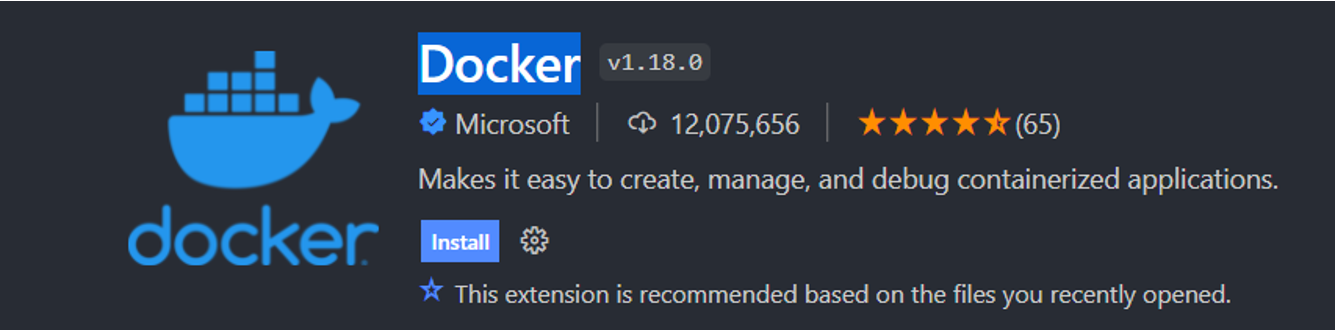 docker.
Docker v1.18.0
Microsoft 12,075,656 (65)
Makes it easy to create, manage, and debug containerized applications.
Install
This extension is recommended based on the files you recently opened.